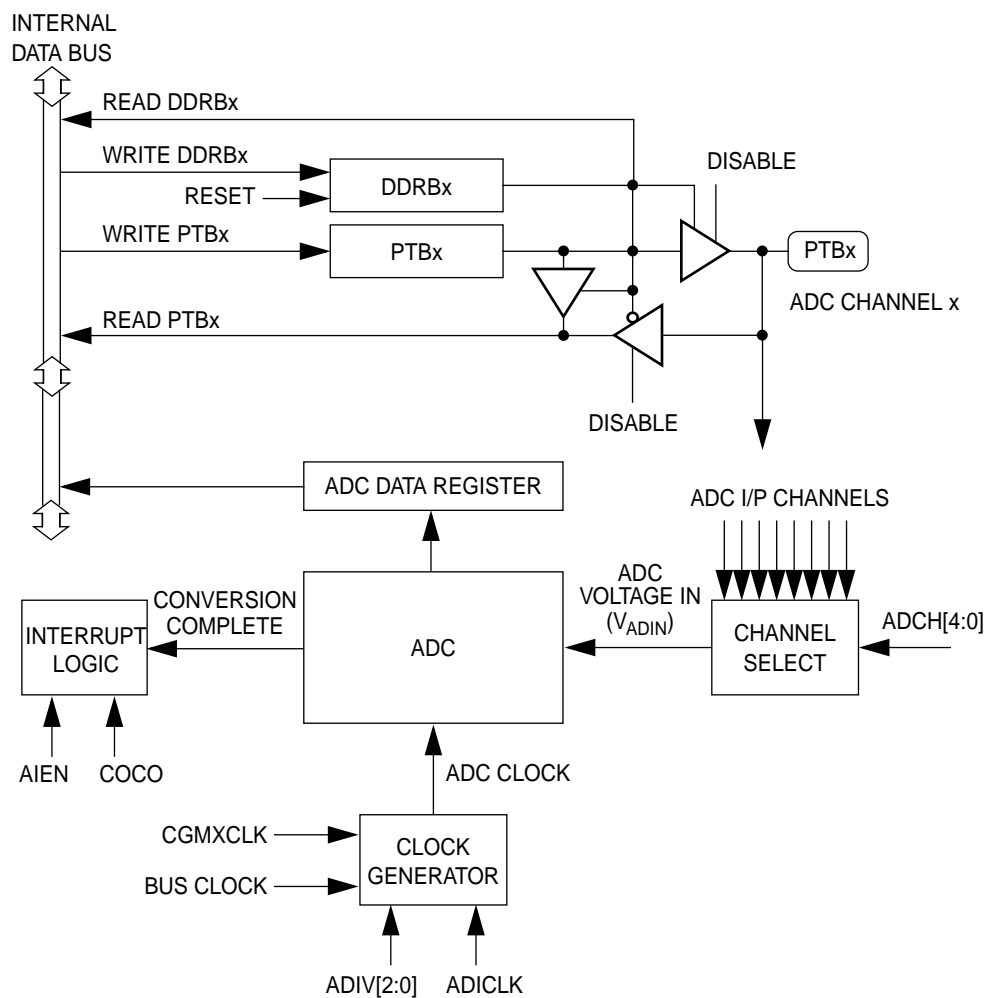 INTERNAL
DATA BUS
READ DDRBx
WRITE DDRBx
DISABLE
RESET
DDRBx
WRITE PTBx
PTBx
PTBx
ADC CHANNEL x
READ PTBx
DISABLE
ADC DATA REGISTER
ADC I/P CHANNELS
CONVERSION
COMPLETE
ADC
VOLTAGE IN
(VADIN)
INTERRUPT
LOGIC
ADC
CHANNEL
SELECT
ADCH[4:0]
AIEN
COCO
ADC CLOCK
CGMXCLK
BUS CLOCK
CLOCK
GENERATOR
ADIV[2:0]
ADICLK